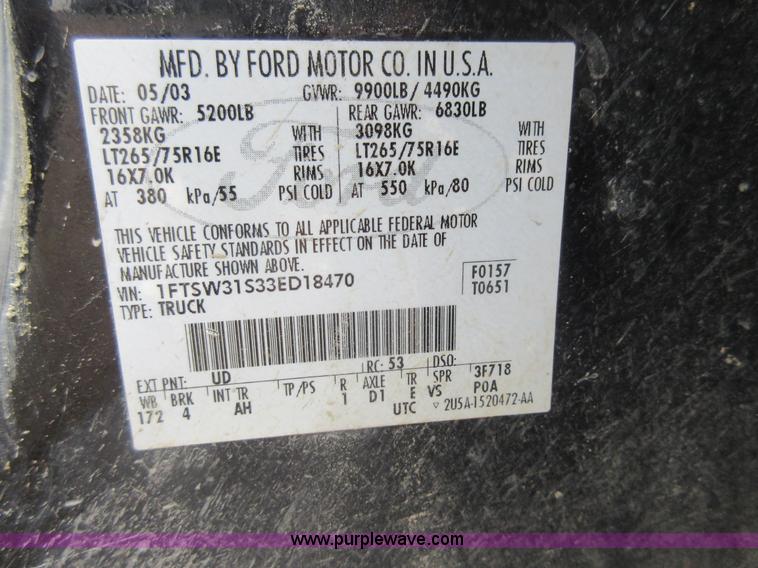 MFD. BY FORD MOTOR CO. IN U.S.A.
DATE: 05/03 GVWR: 9900LB/ 4490KG
FRONT GAWR: 5200LB REAR GAWR: 6830LB
2358KG WITH 3098KG WITH
LT265/75R16E TIRES LT265/75R16E TIRES
16X7.0K RIMS 16X7.0K RIMS
AT 380 kPa/55 PSI COLD AT 550 kPa/80 PSI COLD
Ford
THIS VEHICLE CONFORMS TO ALL APPLICABLE FEDERAL MOTOR
VEHICLE SAFETY STANDARDS IN EFFECT ON THE DATE OF
MANUFACTURE SHOWN ABOVE.
VIN: 1FTSW31S33ED18470 F0157
TYPE: TRUCK T0651
EXT PNT: UD RC: 53 DSO:
WB BRK INT TR TP/PS R AXLE TR SPR 3F718
172 4 AH 1 D1 E VS POA
UTC ▽ 2U5A-1520472-AA
www.purplewave.com